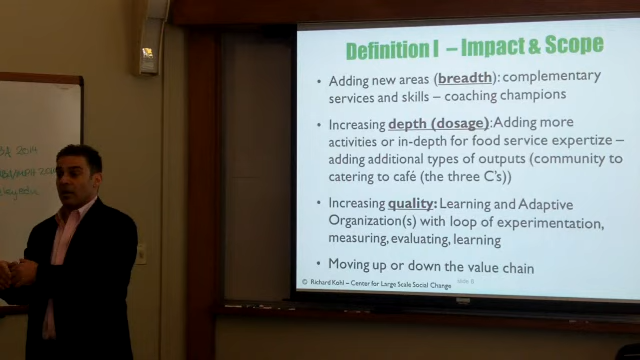 Definition I – Impact & Scope
• Adding new areas (breadth): complementary
services and skills – coaching champions
• Increasing depth (dosage): Adding more
activities or in-depth for food service expertize –
adding additional types of outputs (community to
catering to café (the three C's))
• Increasing quality: Learning and Adaptive
Organization(s) with loop of experimentation,
measuring, evaluating, learning
• Moving up or down the value chain
© Richard Kohl – Center for Large Scale Social Change